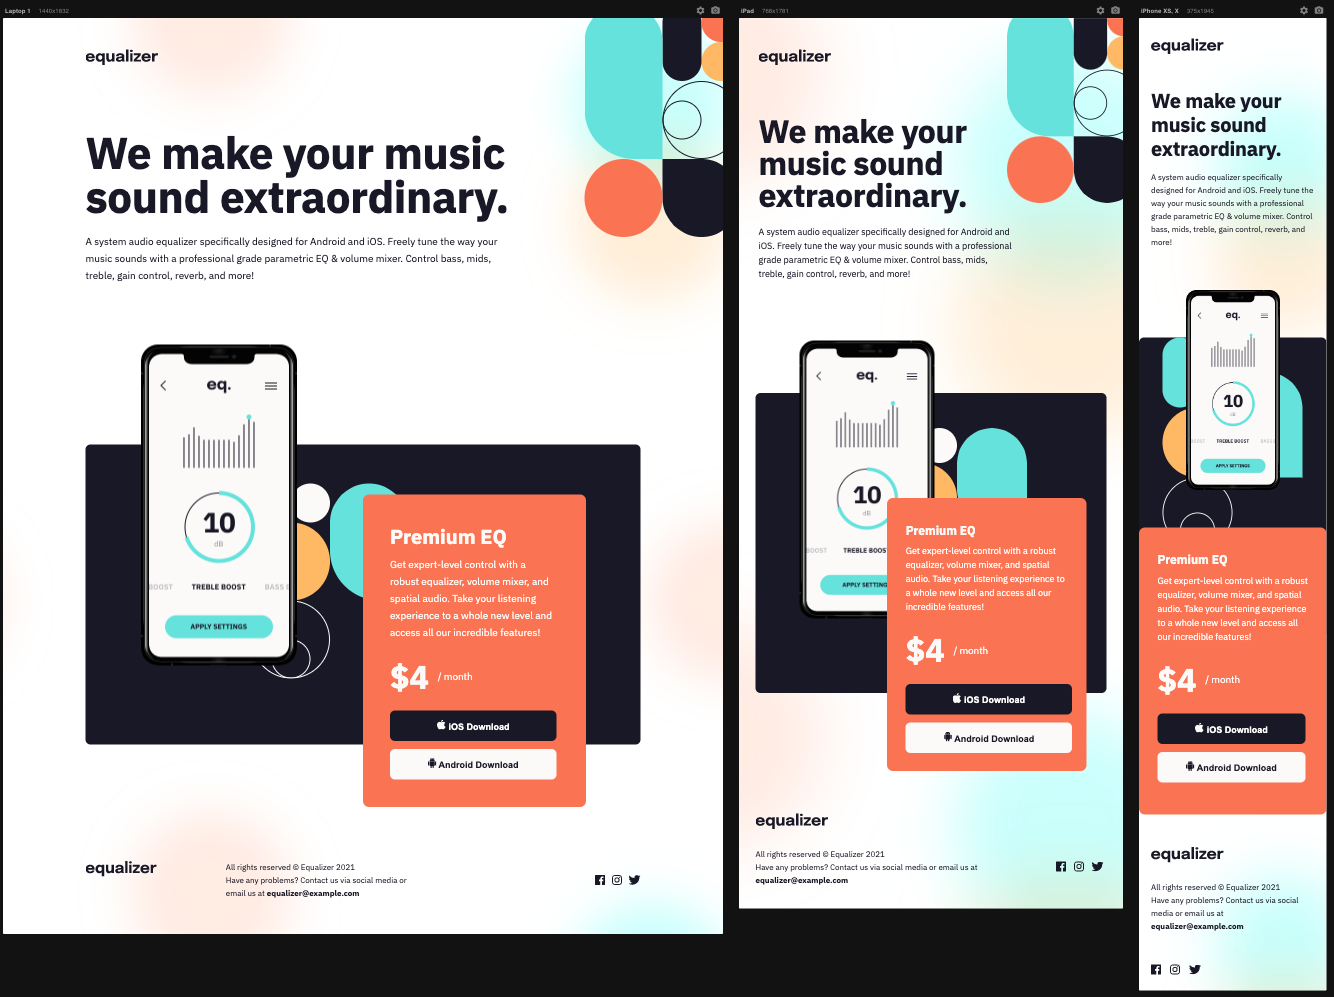 Laptop 1 1440x1832
equalizer
We make your music
sound extraordinary.
A system audio equalizer specifically designed for Android and iOS. Freely tune the way your
music sounds with a professional grade parametric EQ & volume mixer. Control bass, mids,
treble, gain control, reverb, and more!
eq.
10
dB
BOOST TREBLE BOOST BASS B
APPLY SETTINGS
Premium EQ
Get expert-level control with a
robust equalizer, volume mixer, and
spatial audio. Take your listening
experience to a whole new level and
access all our incredible features!
$4 / month
iOS Download
Android Download
equalizer
All rights reserved © Equalizer 2021
Have any problems? Contact us via social media or
email us at equalizer@example.com
iPad 768x1781
equalizer
We make your
music sound
extraordinary.
A system audio equalizer specifically designed for Android and
iOS. Freely tune the way your music sounds with a professional
grade parametric EQ & volume mixer. Control bass, mids,
treble, gain control, reverb, and more!
eq.
10
dB
BOOST TREBLE BOOS
APPLY SETTING
Premium EQ
Get expert-level control with a robust
equalizer, volume mixer, and spatial
audio. Take your listening experience to
a whole new level and access all our
incredible features!
$4 / month
iOS Download
Android Download
equalizer
All rights reserved © Equalizer 2021
Have any problems? Contact us via social media or email us at
equalizer@example.com
iPhone XS, X 375x1945
equalizer
We make your
music sound
extraordinary.
A system audio equalizer specifically
designed for Android and iOS. Freely tune the
way your music sounds with a professional
grade parametric EQ & volume mixer. Control
bass, mids, treble, gain control, reverb, and
more!
eq.
10
dB
BOOST TREBLE BOOST BASS
APPLY SETTINGS
Premium EQ
Get expert-level control with a robust
equalizer, volume mixer, and spatial
audio. Take your listening experience
to a whole new level and access all
our incredible features!
$4 / month
iOS Download
Android Download
equalizer
All rights reserved © Equalizer 2021
Have any problems? Contact us via social
media or email us at
equalizer@example.com